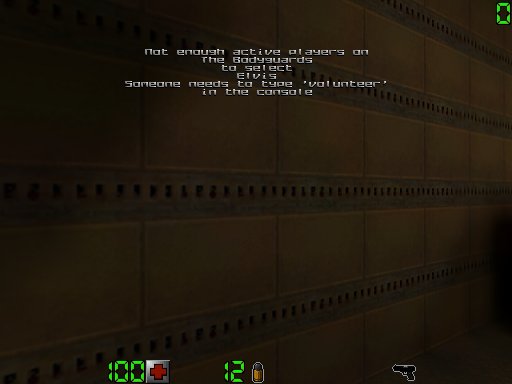 0
Not enough active players on
The Bodyguards
to select
Elvis
Someone needs to type 'volunteer'
in the console
100
12